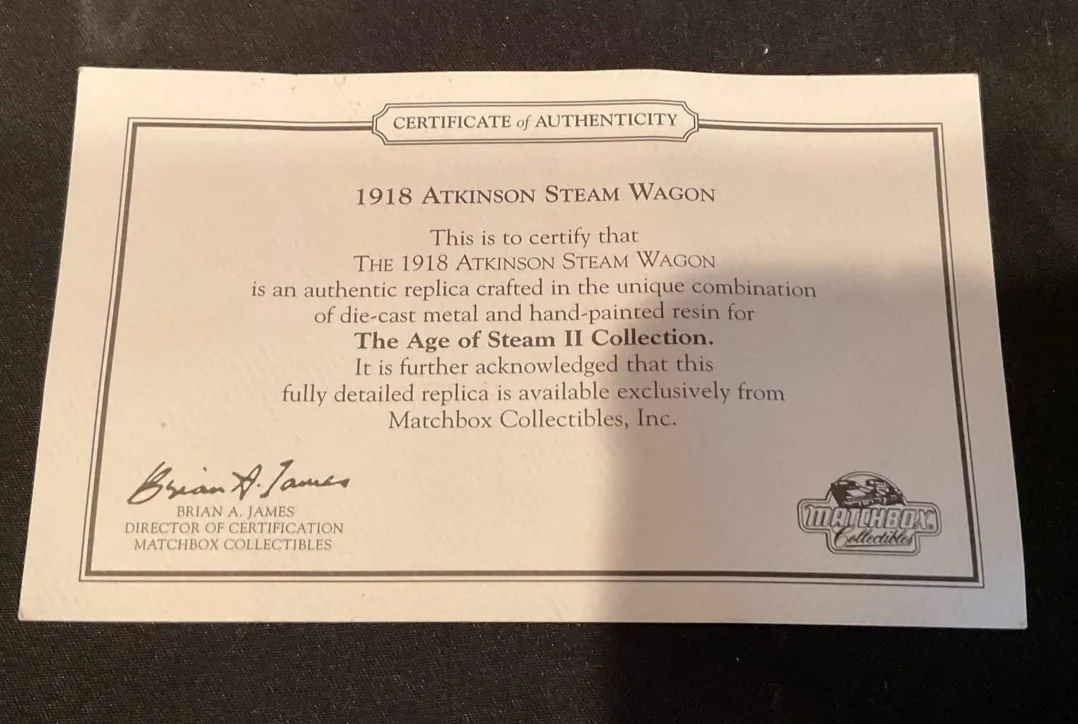 CERTIFICATE of AUTHENTICITY
1918 ATKINSON STEAM WAGON
This is to certify that
THE 1918 ATKINSON STEAM WAGON
is an authentic replica crafted in the unique combination
of die-cast metal and hand-painted resin for
The Age of Steam II Collection.
It is further acknowledged that this
fully detailed replica is available exclusively from
Matchbox Collectibles, Inc.
Brian A. James
BRIAN A. JAMES
DIRECTOR OF CERTIFICATION
MATCHBOX COLLECTIBLES
MATCHBOX
Collectibles